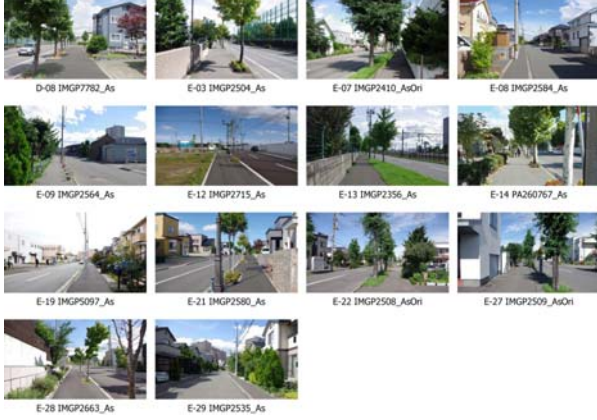 D-08 IMGP7782_As
E-03 IMGP2504_As
E-07 IMGP2410_AsOri
E-08 IMGP2584_As
E-09 IMGP2564_As
E-12 IMGP2715_As
E-13 IMGP2356_As
E-14 PA260767_As
E-19 IMGP5097_As
E-21 IMGP2580_As
E-22 IMGP2508_AsOri
E-27 IMGP2509_AsOri
E-28 IMGP2663_As
E-29 IMGP2535_As